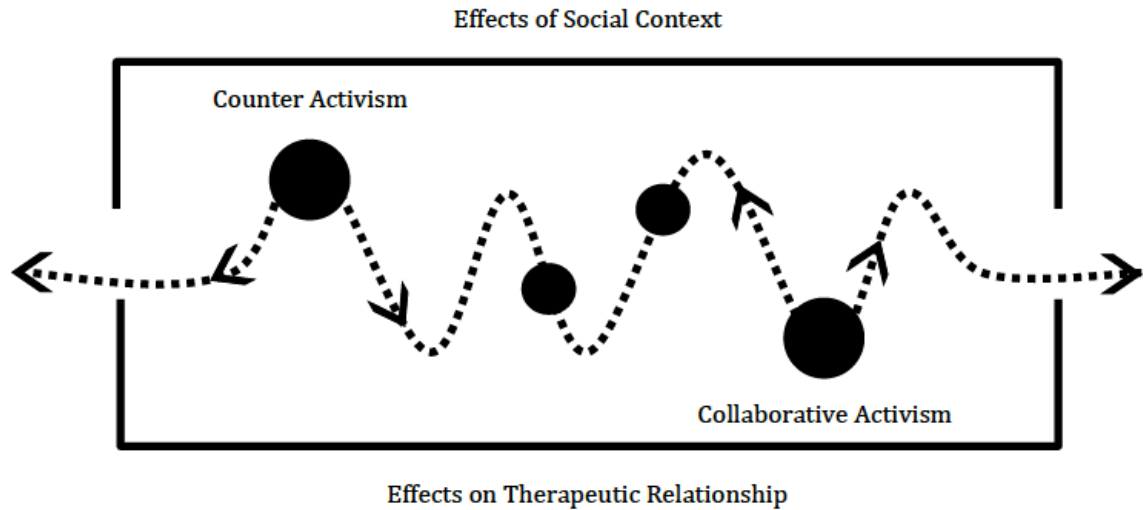 Effects of Social Context
Counter Activism
Collaborative Activism
Effects on Therapeutic Relationship